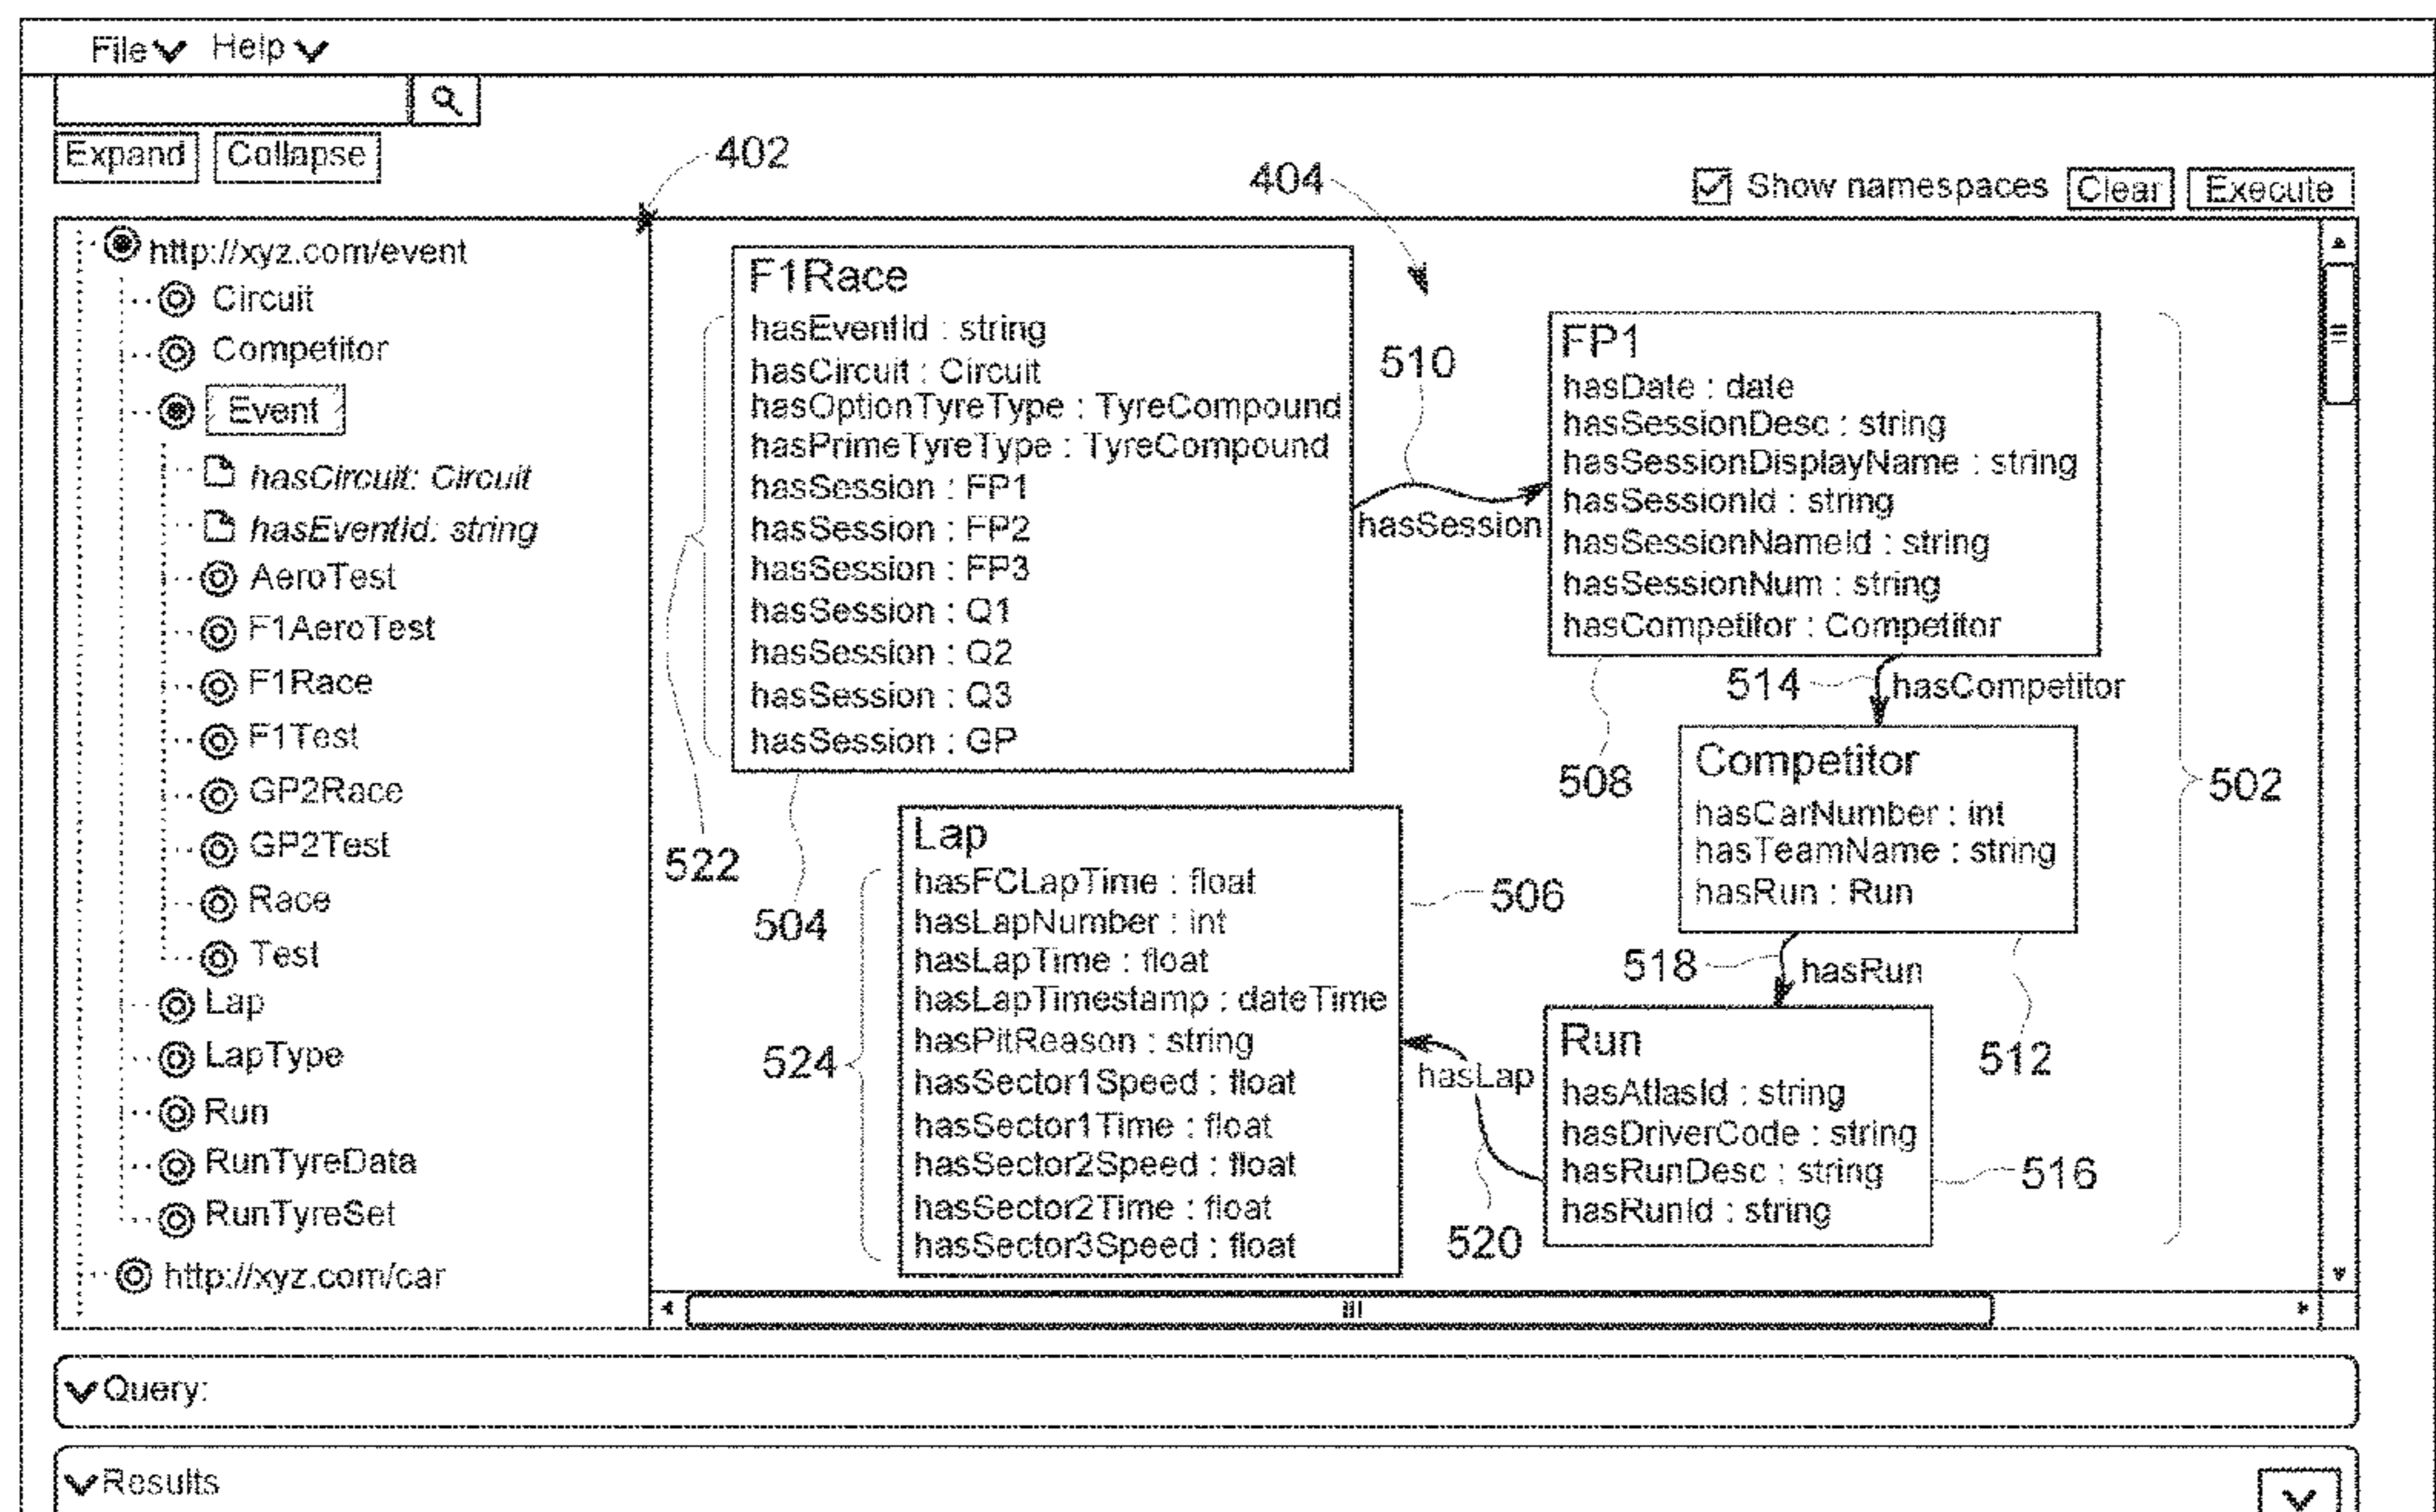 File Help
Expand Collapse
402
404
Show namespaces Clear Execute
http://xyz.com/event
Circuit
Competitor
Event
hasCircuit: Circuit
hasEventId: string
AeroTest
F1AeroTest
F1Race
F1Test
GP2Race
GP2Test
Race
Test
Lap
LapType
Run
RunTyreData
RunTyreSet
http://xyz.com/car
F1Race
hasEventId : string
hasCircuit : Circuit
hasOptionTyreType : TyreCompound
hasPrimeTyreType : TyreCompound
hasSession : FP1
hasSession : FP2
hasSession : FP3
hasSession : Q1
hasSession : Q2
hasSession : Q3
hasSession : GP
522
504
510
hasSession
FP1
hasDate : date
hasSessionDesc : string
hasSessionDisplayName : string
hasSessionId : string
hasSessionNameId : string
hasSessionNum : string
hasCompetitor : Competitor
508
514
hasCompetitor
502
Competitor
hasCarNumber : int
hasTeamName : string
hasRun : Run
512
518
hasRun
Run
hasAtlasId : string
hasDriverCode : string
hasRunDesc : string
hasRunId : string
516
hasLap
520
Lap
hasFCLapTime : float
hasLapNumber : int
hasLapTime : float
hasLapTimestamp : dateTime
hasPitReason : string
hasSector1Speed : float
hasSector1Time : float
hasSector2Speed : float
hasSector2Time : float
hasSector3Speed : float
506
524
Query:
Results